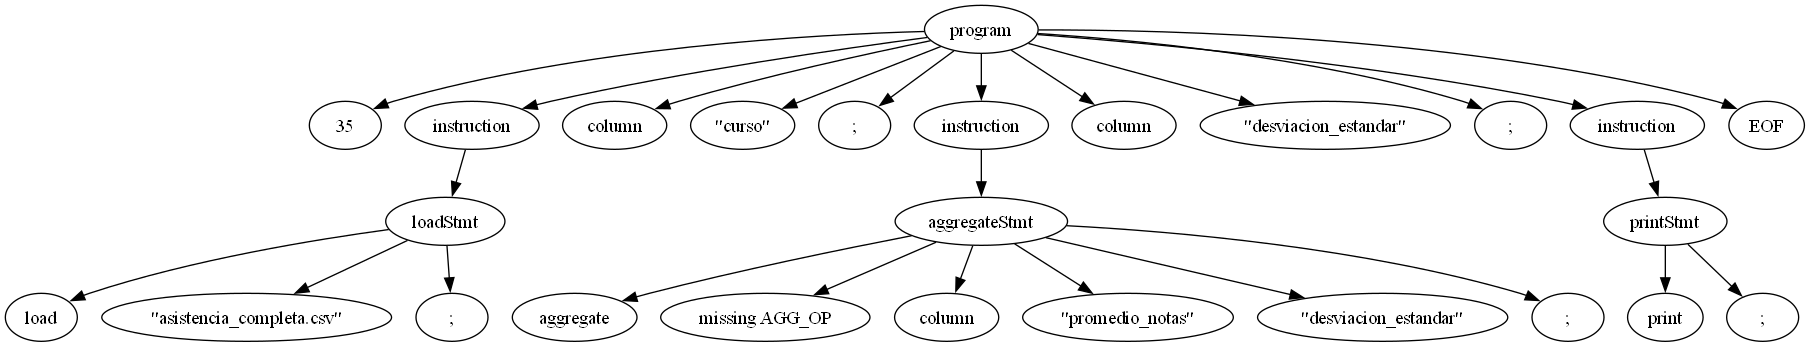 program
35
instruction
column
"curso"
;
instruction
column
"desviacion_estandar"
;
instruction
EOF
loadStmt
aggregateStmt
printStmt
load
"asistencia_completa.csv"
;
aggregate
missing AGG_OP
column
"promedio_notas"
"desviacion_estandar"
;
print
;